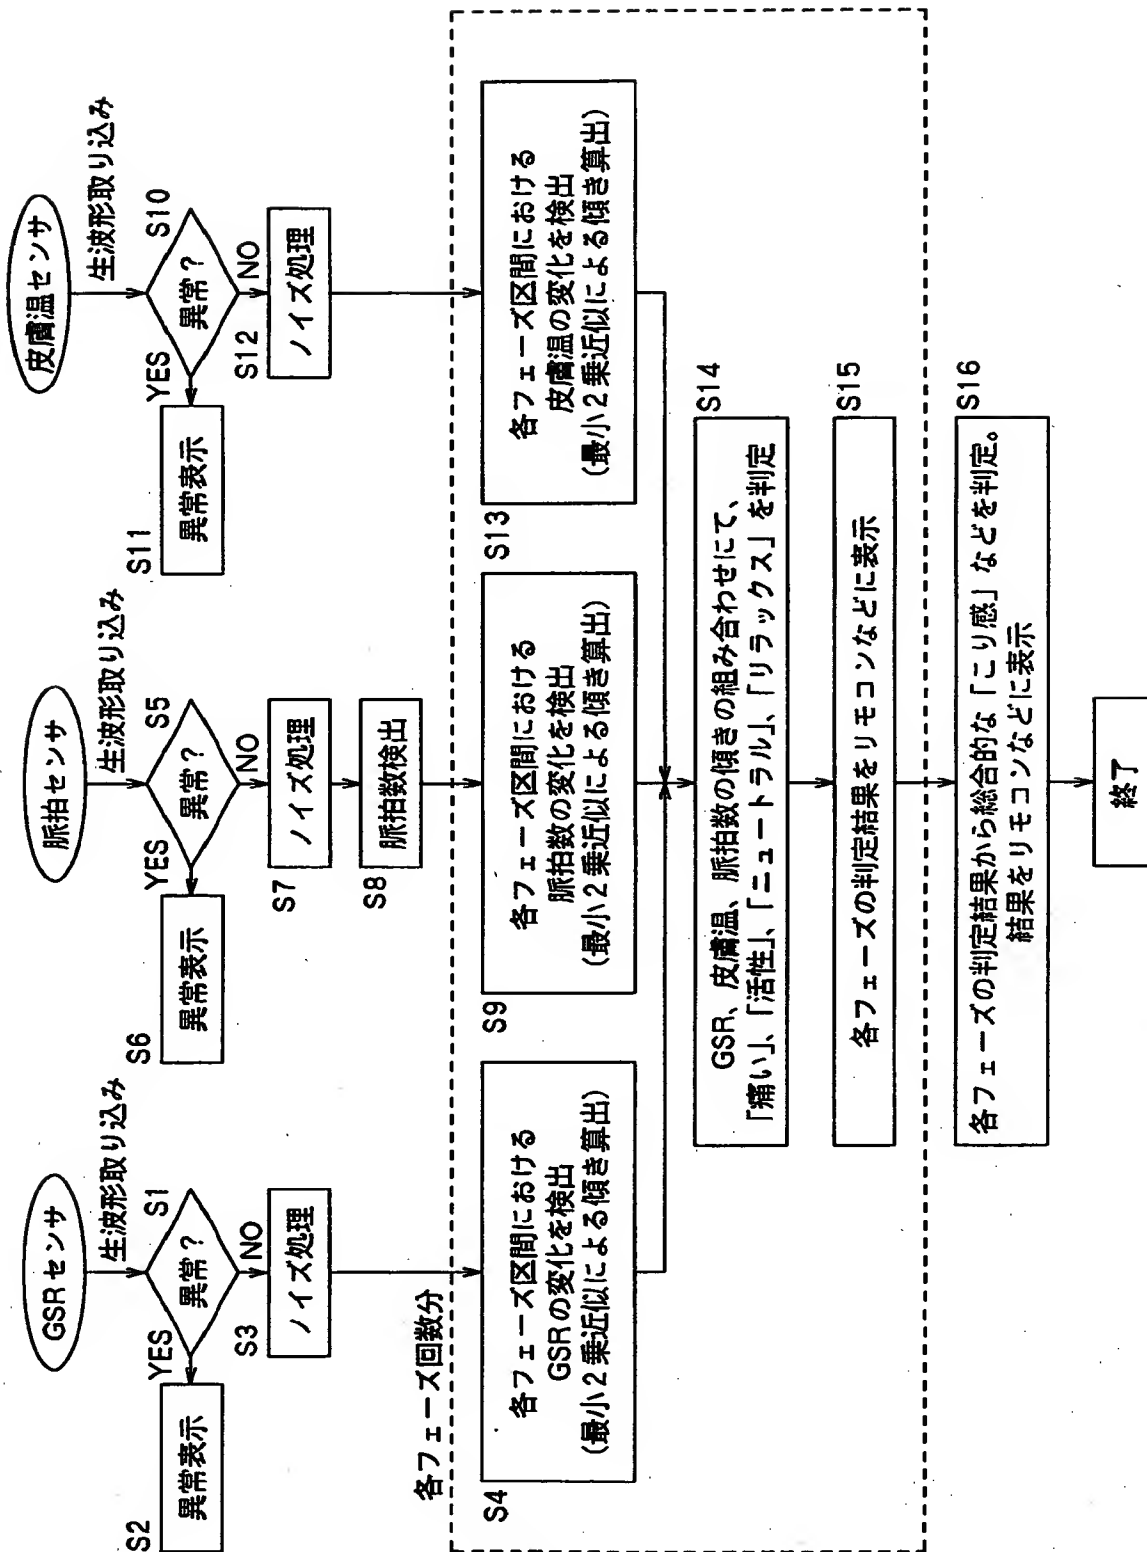 GSRセンサ
生波形取り込み
S1
異常?
YES
NO
S2
異常表示
S3
ノイズ処理
脈拍センサ
生波形取り込み
S5
異常?
YES
NO
S6
異常表示
S7
ノイズ処理
S8
脈拍数検出
皮膚温センサ
生波形取り込み
S10
異常?
YES
NO
S11
異常表示
S12
ノイズ処理
各フェーズ回数分
S4
各フェーズ区間における
GSRの変化を検出
(最小2乗近似による傾き算出)
S9
各フェーズ区間における
脈拍数の変化を検出
(最小2乗近似による傾き算出)
S13
各フェーズ区間における
皮膚温の変化を検出
(最小2乗近似による傾き算出)
S14
GSR、皮膚温、脈拍数の傾きの組み合わせにて、
「痛い」、「活性」、「ニュートラル」、「リラックス」を判定
S15
各フェーズの判定結果をリモコンなどに表示
S16
各フェーズの判定結果から総合的な「こり感」などを判定。
結果をリモコンなどに表示
終了